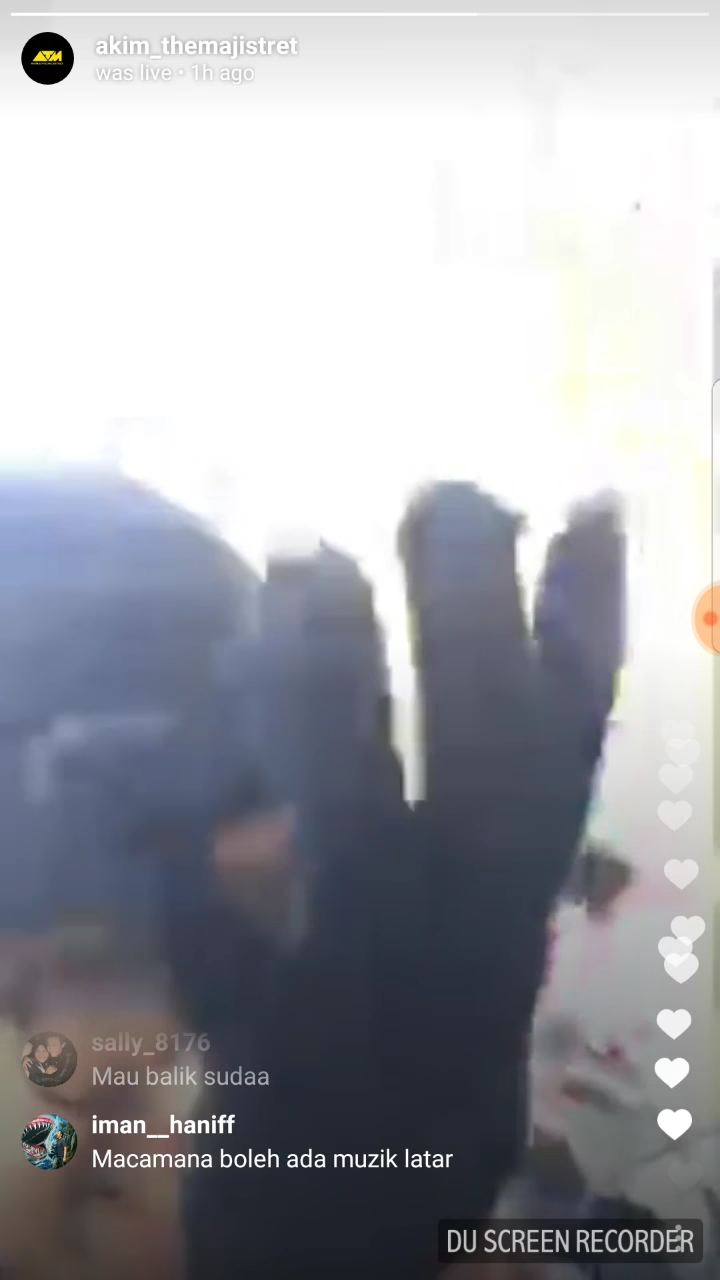 akim_themajistret
was live • 1h ago
sally_8176
Mau balik sudaa
iman__haniff
Macamana boleh ada muzik latar
DU SCREEN RECORDER